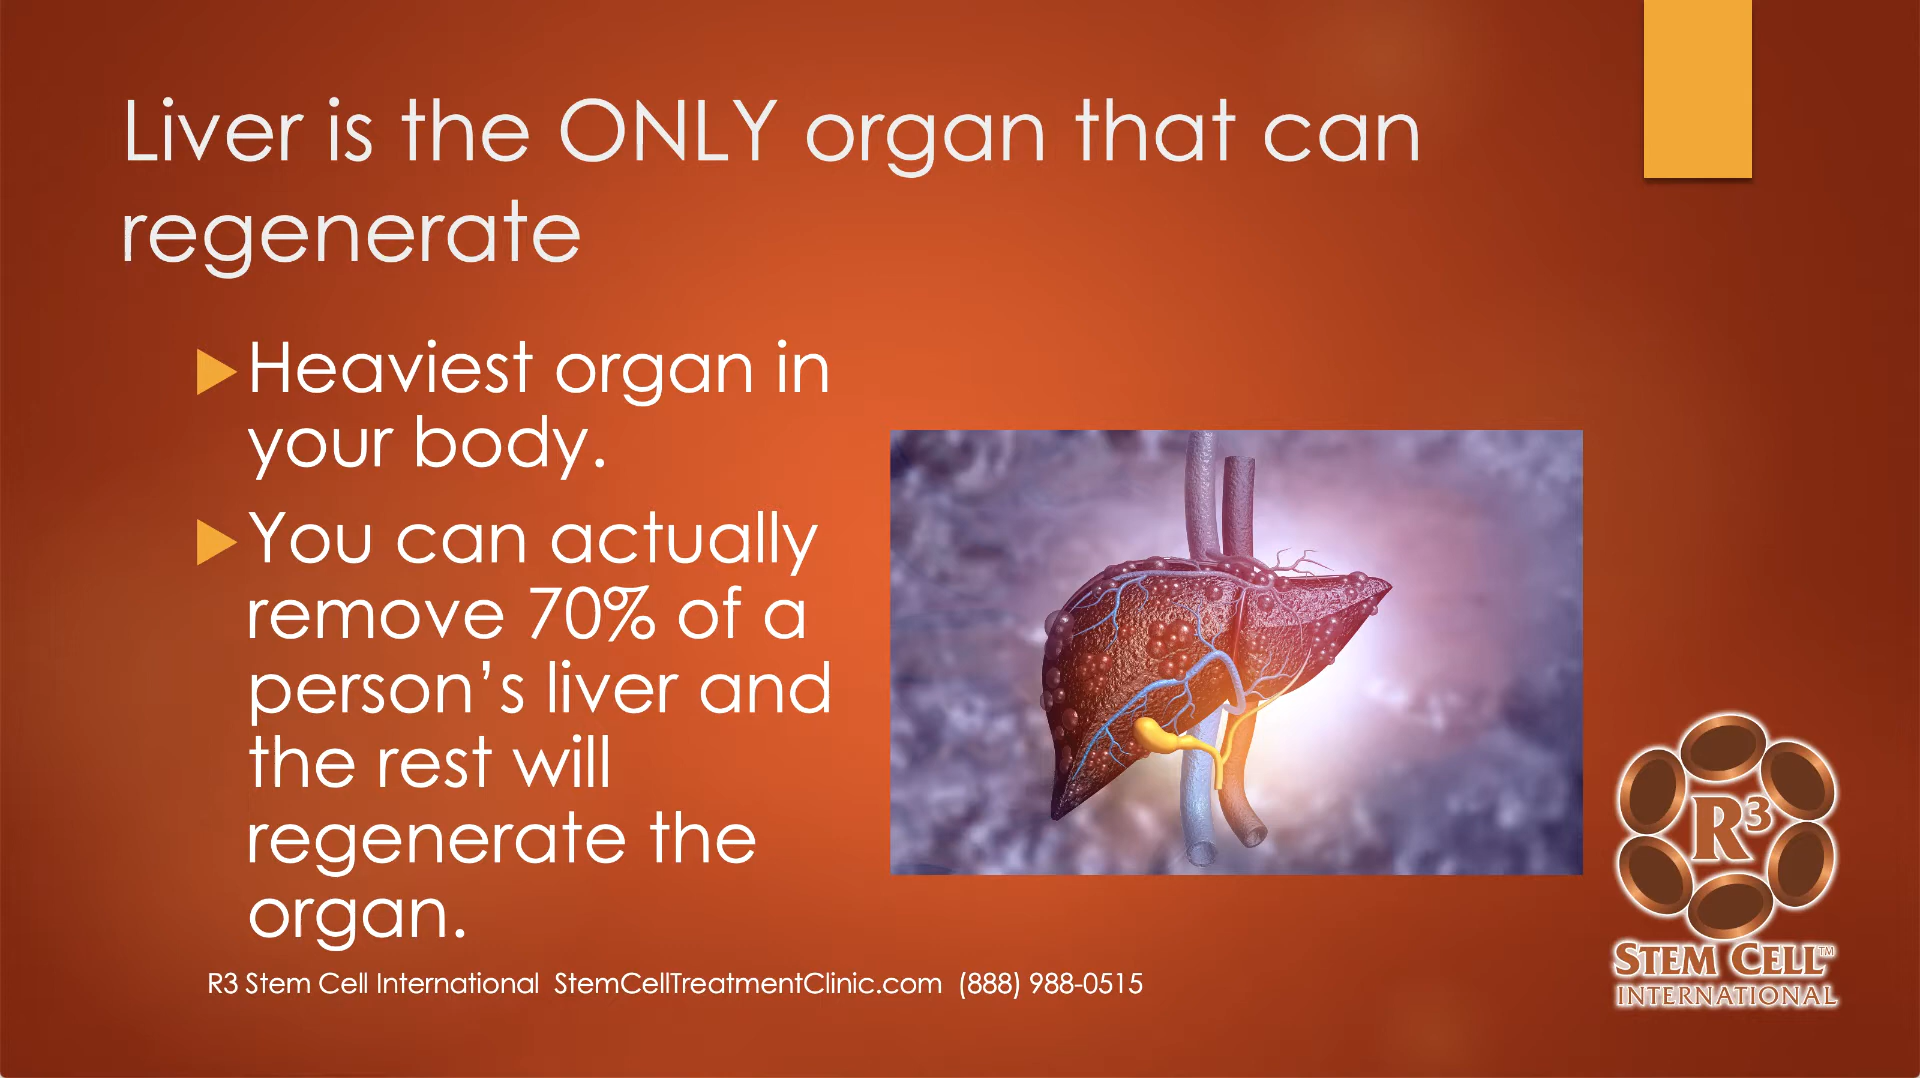 Liver is the ONLY organ that can
regenerate
Heaviest organ in
your body.
You can actually
remove 70% of a
person’s liver and
the rest will
regenerate the
organ.
R3 Stem Cell International StemCellTreatmentClinic.com (888) 988-0515
R³
STEM CELL™
INTERNATIONAL